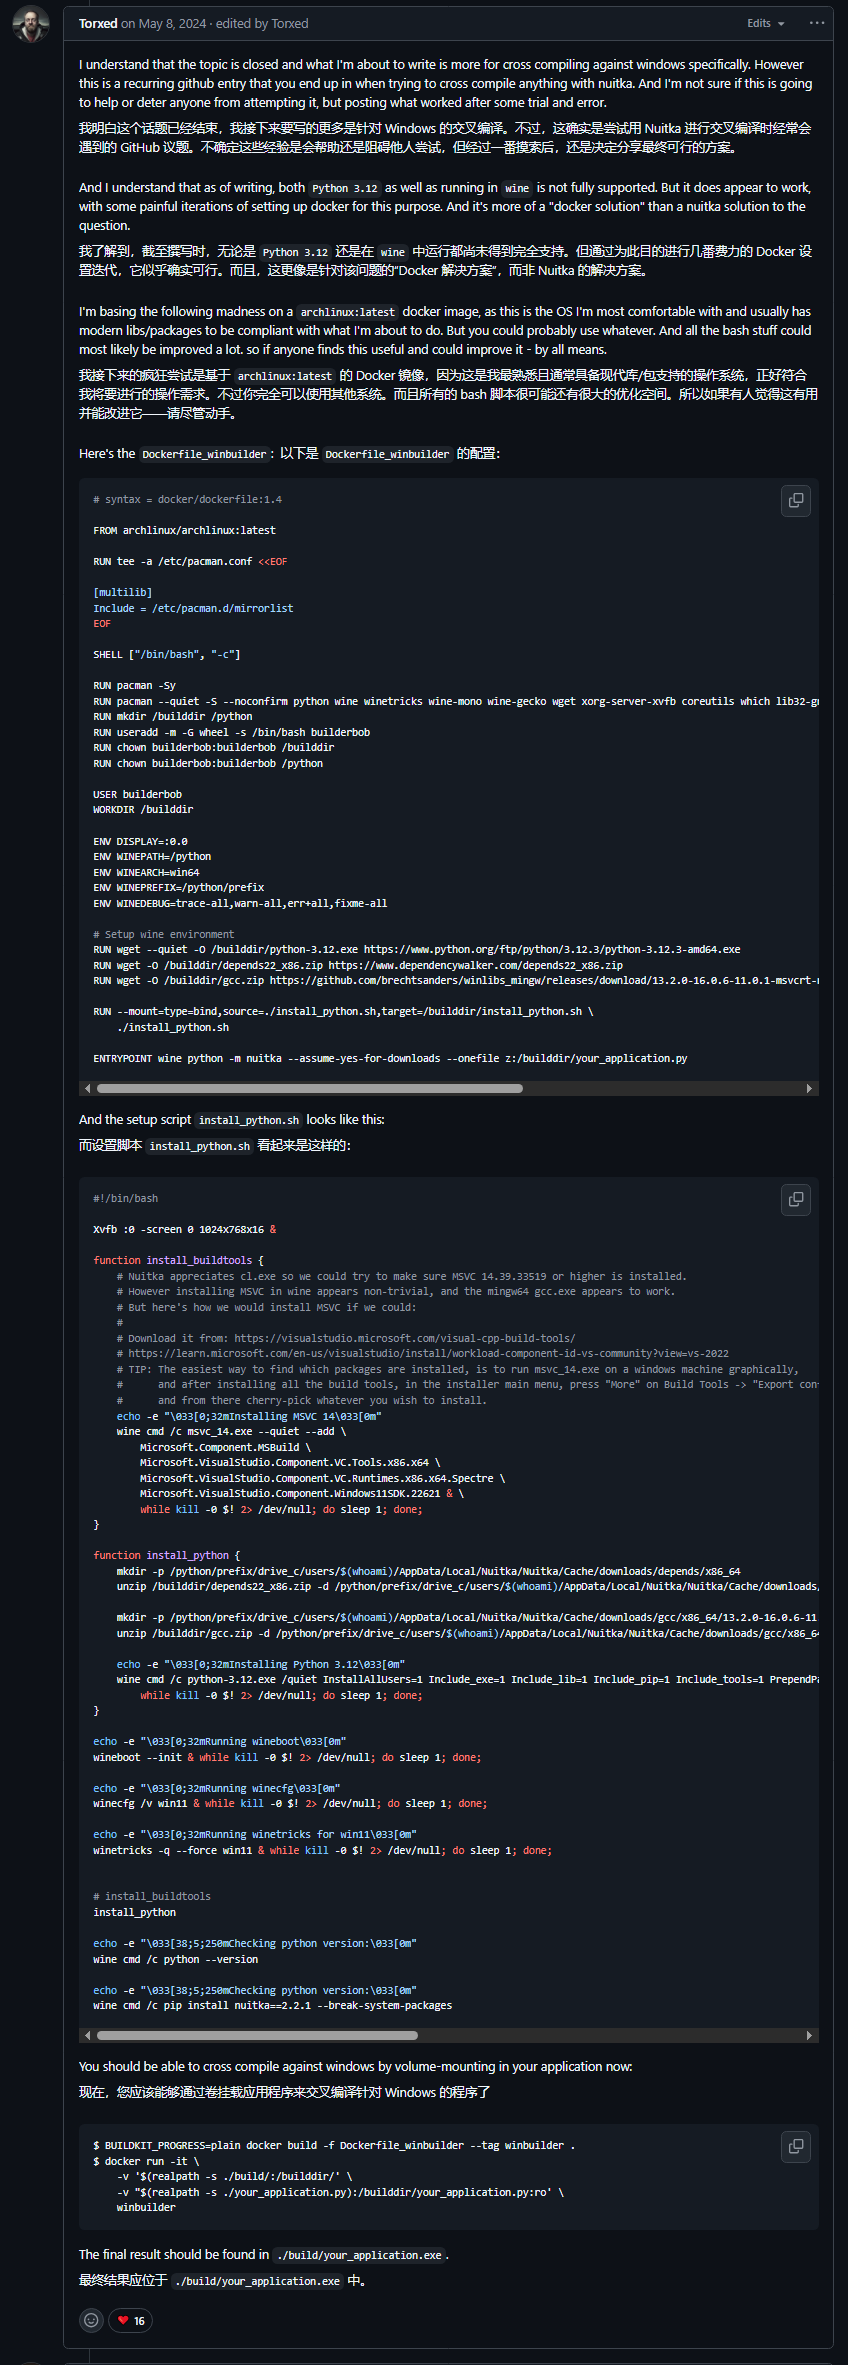 Torxed on May 8, 2024 · edited by Torxed
Edits
I understand that the topic is closed and what I'm about to write is more for cross compiling against windows specifically. However
this is a recurring github entry that you end up in when trying to cross compile anything with nuitka. And I'm not sure if this is going
to help or deter anyone from attempting it, but posting what worked after some trial and error.
我明白这个话题已经结束，我接下来要写的更多是针对 Windows 的交叉编译。不过，这确实是尝试用 Nuitka 进行交叉编译时经常会
遇到的 GitHub 议题。不确定这些经验是会帮助还是阻碍他人尝试，但经过一番摸索后，还是决定分享最终可行的方案。
And I understand that as of writing, both Python 3.12 as well as running in wine is not fully supported. But it does appear to work,
with some painful iterations of setting up docker for this purpose. And it's more of a "docker solution" than a nuitka solution to the
question.
我了解到，截至撰写时，无论是 Python 3.12 还是在 wine 中运行都尚未得到完全支持。但通过为此目的进行几番费力的 Docker 设
置迭代，它似乎确实可行。而且，这更像是针对该问题的“Docker 解决方案”，而非 Nuitka 的解决方案。
I'm basing the following madness on a archlinux:latest docker image, as this is the OS I'm most comfortable with and usually has
modern libs/packages to be compliant with what I'm about to do. But you could probably use whatever. And all the bash stuff could
most likely be improved a lot. so if anyone finds this useful and could improve it - by all means.
我接下来的疯狂尝试是基于 archlinux:latest 的 Docker 镜像，因为这是我最熟悉且通常具备现代库/包支持的操作系统，正好符合
我将要进行的操作需求。不过你完全可以使用其他系统。而且所有的 bash 脚本很可能还有很大的优化空间。所以如果有人觉得这有用
并能改进它——请尽管动手。
Here's the Dockerfile_winbuilder : 以下是 Dockerfile_winbuilder 的配置：
# syntax = docker/dockerfile:1.4
FROM archlinux/archlinux:latest
RUN tee -a /etc/pacman.conf <<EOF
[multilib]
Include = /etc/pacman.d/mirrorlist
EOF
SHELL ["/bin/bash", "-c"]
RUN pacman -Sy
RUN pacman --quiet -S --noconfirm python wine winetricks wine-mono wine-gecko wget xorg-server-xvfb coreutils which lib32-gn
RUN mkdir /builddir /python
RUN useradd -m -G wheel -s /bin/bash builderbob
RUN chown builderbob:builderbob /builddir
RUN chown builderbob:builderbob /python
USER builderbob
WORKDIR /builddir
ENV DISPLAY=:0.0
ENV WINEPATH=/python
ENV WINEARCH=win64
ENV WINEPREFIX=/python/prefix
ENV WINEDEBUG=trace-all,warn-all,err+all,fixme-all
# Setup wine environment
RUN wget --quiet -O /builddir/python-3.12.exe https://www.python.org/ftp/python/3.12.3/python-3.12.3-amd64.exe
RUN wget -O /builddir/depends22_x86.zip https://www.dependencywalker.com/depends22_x86.zip
RUN wget -O /builddir/gcc.zip https://github.com/brechtsanders/winlibs_mingw/releases/download/13.2.0-16.0.6-11.0.1-msvcrt-r
RUN --mount=type=bind,source=./install_python.sh,target=/builddir/install_python.sh \
./install_python.sh
ENTRYPOINT wine python -m nuitka --assume-yes-for-downloads --onefile z:/builddir/your_application.py
And the setup script install_python.sh looks like this:
而设置脚本 install_python.sh 看起来是这样的：
#!/bin/bash
Xvfb :0 -screen 0 1024x768x16 &
function install_buildtools {
# Nuitka appreciates cl.exe so we could try to make sure MSVC 14.39.33519 or higher is installed.
# However installing MSVC in wine appears non-trivial, and the mingw64 gcc.exe appears to work.
# But here's how we would install MSVC if we could:
#
# Download it from: https://visualstudio.microsoft.com/visual-cpp-build-tools/
# https://learn.microsoft.com/en-us/visualstudio/install/workload-component-id-vs-community?view=vs-2022
# TIP: The easiest way to find which packages are installed, is to run msvc_14.exe on a windows machine graphically,
# and after installing all the build tools, in the installer main menu, press "More" on Build Tools -> "Export con
# and from there cherry-pick whatever you wish to install.
echo -e "\033[0;32mInstalling MSVC 14\033[0m"
wine cmd /c msvc_14.exe --quiet --add \
Microsoft.Component.MSBuild \
Microsoft.VisualStudio.Component.VC.Tools.x86.x64 \
Microsoft.VisualStudio.Component.VC.Runtimes.x86.x64.Spectre \
Microsoft.VisualStudio.Component.Windows11SDK.22621 & \
while kill -0 $! 2> /dev/null; do sleep 1; done;
}
function install_python {
mkdir -p /python/prefix/drive_c/users/$(whoami)/AppData/Local/Nuitka/Nuitka/Cache/downloads/depends/x86_64
unzip /builddir/depends22_x86.zip -d /python/prefix/drive_c/users/$(whoami)/AppData/Local/Nuitka/Nuitka/Cache/downloads/
mkdir -p /python/prefix/drive_c/users/$(whoami)/AppData/Local/Nuitka/Nuitka/Cache/downloads/gcc/x86_64/13.2.0-16.0.6-11
unzip /builddir/gcc.zip -d /python/prefix/drive_c/users/$(whoami)/AppData/Local/Nuitka/Nuitka/Cache/downloads/gcc/x86_64
echo -e "\033[0;32mInstalling Python 3.12\033[0m"
wine cmd /c python-3.12.exe /quiet InstallAllUsers=1 Include_exe=1 Include_lib=1 Include_pip=1 Include_tools=1 PrependPa
while kill -0 $! 2> /dev/null; do sleep 1; done;
}
echo -e "\033[0;32mRunning wineboot\033[0m"
wineboot --init & while kill -0 $! 2> /dev/null; do sleep 1; done;
echo -e "\033[0;32mRunning winecfg\033[0m"
winecfg /v win11 & while kill -0 $! 2> /dev/null; do sleep 1; done;
echo -e "\033[0;32mRunning winetricks for win11\033[0m"
winetricks -q --force win11 & while kill -0 $! 2> /dev/null; do sleep 1; done;
# install_buildtools
install_python
echo -e "\033[38;5;250mChecking python version:\033[0m"
wine cmd /c python --version
echo -e "\033[38;5;250mChecking python version:\033[0m"
wine cmd /c pip install nuitka==2.2.1 --break-system-packages
You should be able to cross compile against windows by volume-mounting in your application now:
现在，您应该能够通过卷挂载应用程序来交叉编译针对 Windows 的程序了
$ BUILDKIT_PROGRESS=plain docker build -f Dockerfile_winbuilder --tag winbuilder .
$ docker run -it \
-v '$(realpath -s ./build/:/builddir/' \
-v "$(realpath -s ./your_application.py):/builddir/your_application.py:ro' \
winbuilder
The final result should be found in ./build/your_application.exe .
最终结果应位于 ./build/your_application.exe 中。
16